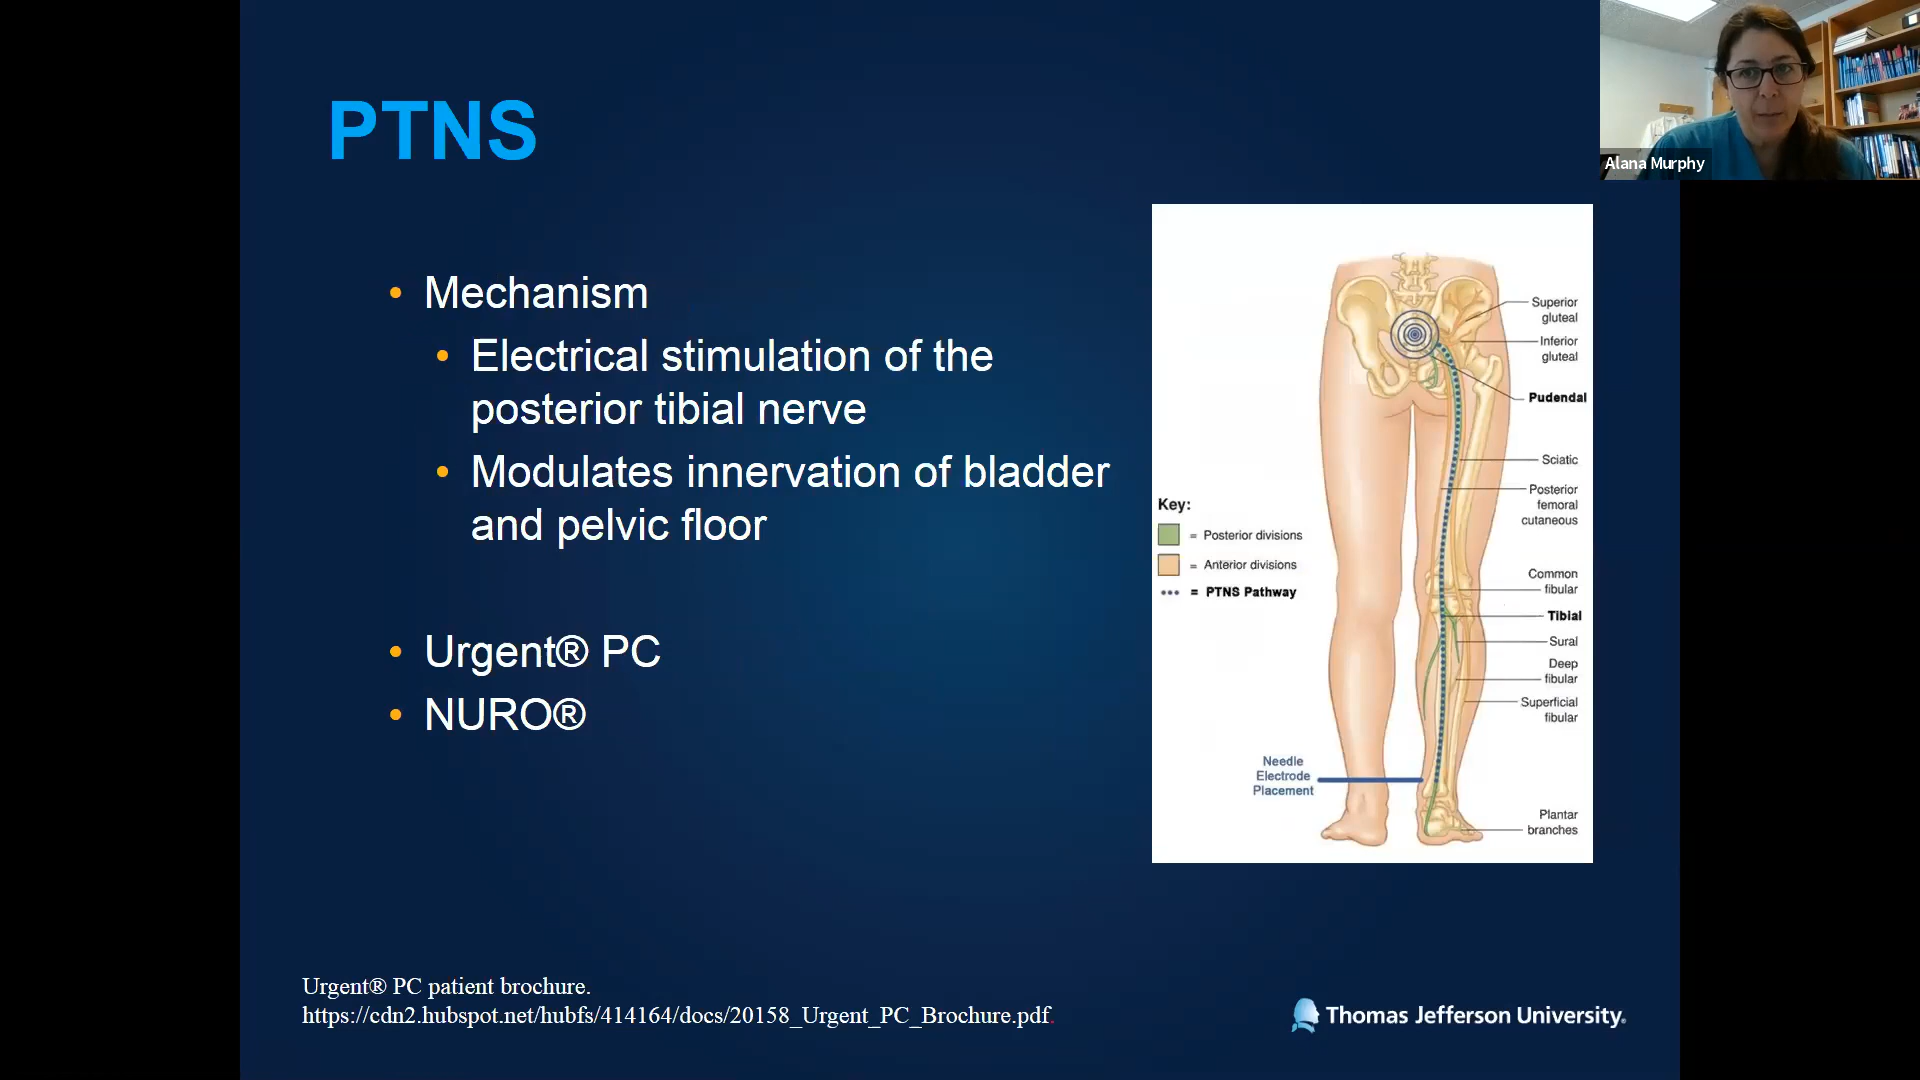 PTNS
Alana Murphy
• Mechanism
• Electrical stimulation of the
posterior tibial nerve
• Modulates innervation of bladder
and pelvic floor
• Urgent® PC
• NURO®
Superior
gluteal
Inferior
gluteal
Pudendal
Sciatic
Posterior
femoral
cutaneous
Key:
= Posterior divisions
= Anterior divisions
= PTNS Pathway
Common
fibular
Tibial
Sural
Deep
fibular
Superficial
fibular
Needle
Electrode
Placement
Plantar
branches
Urgent® PC patient brochure.
https://cdn2.hubspot.net/hubfs/414164/docs/20158_Urgent_PC_Brochure.pdf.
Thomas Jefferson University®